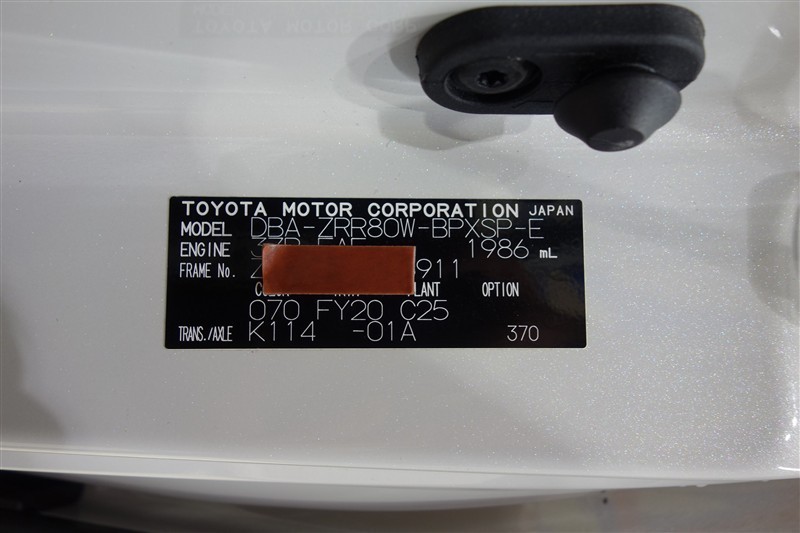 TOYOTA MOTOR CORPORATION JAPAN
MODEL DBA-ZRR80W-BPXSP-E
ENGINE 1986 mL
FRAME No. 911
PLANT OPTION
070 FY20 C25
TRANS./AXLE K114 -01A 370